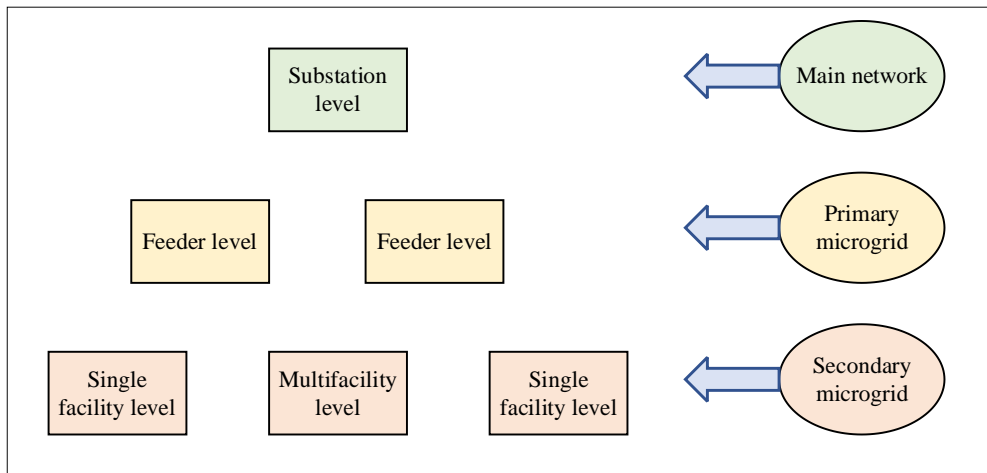 Substation
level
Main network
Feeder level
Feeder level
Primary
microgrid
Single
facility level
Multifacility
level
Single
facility level
Secondary
microgrid